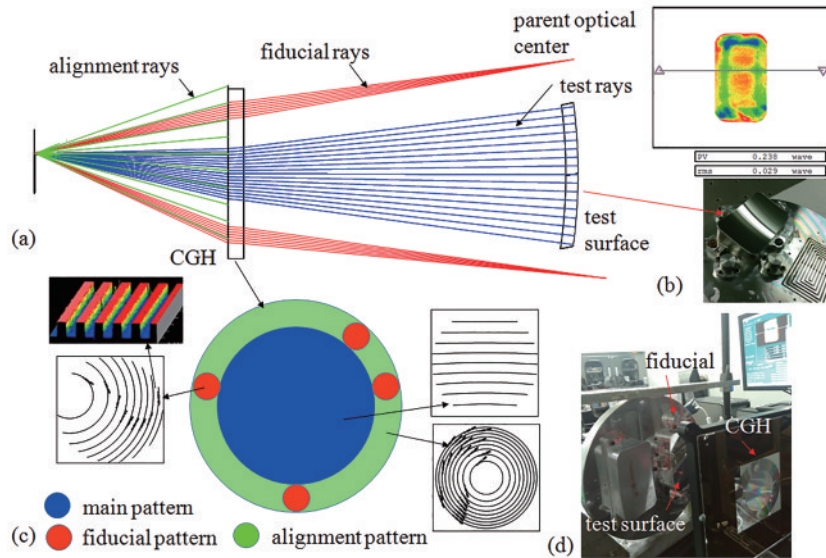 alignment rays
fiducial rays
parent optical
center
test rays
PV 0.238 wave
rms 0.029 wave
test
surface
(a)
CGH
(b)
fiducial
CGH
test surface
(c)
main pattern
fiducial pattern
alignment pattern
(d)